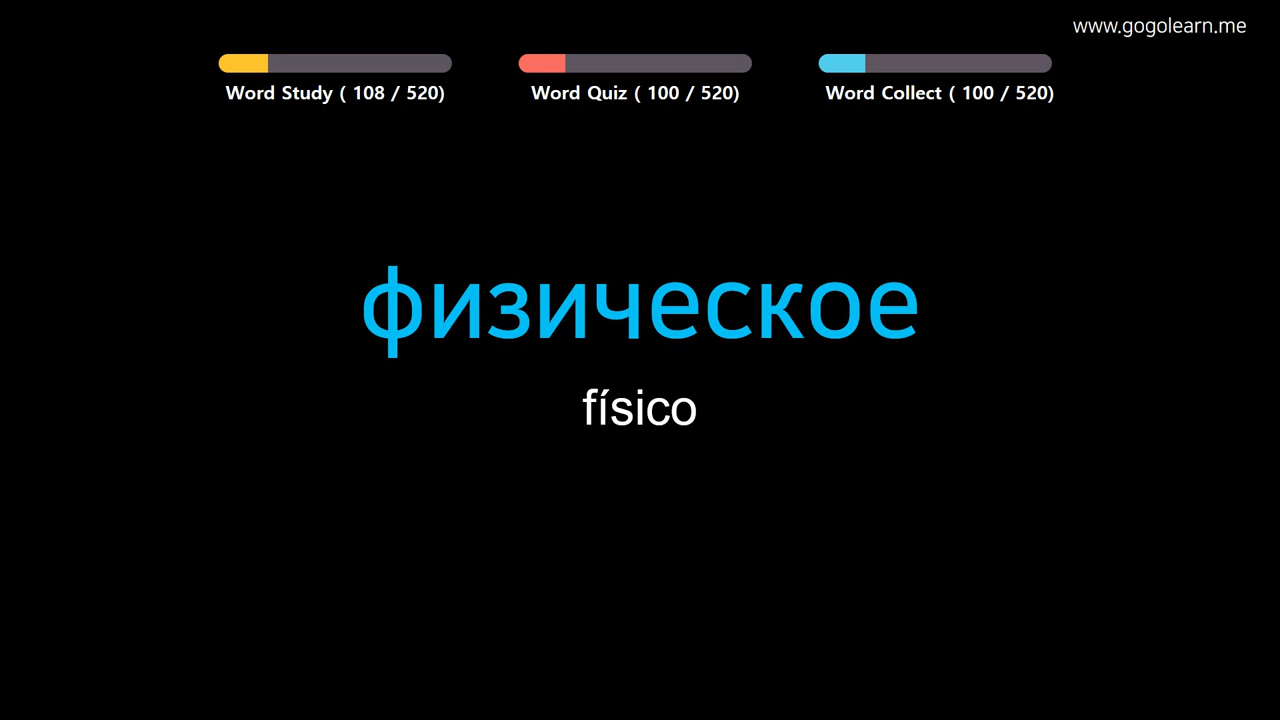 www.gogolearn.me
Word Study ( 108 / 520)
Word Quiz ( 100 / 520)
Word Collect ( 100 / 520)
физическое
físico